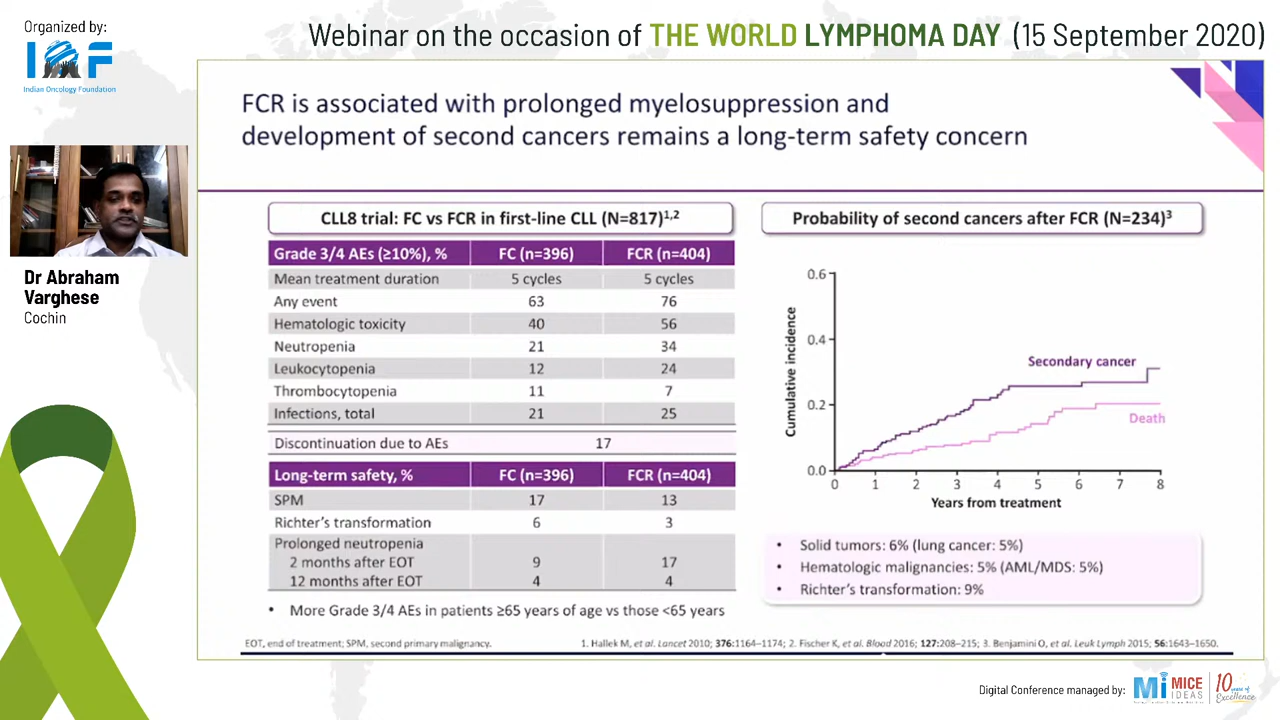 Organized by:
IOF
Indian Oncology Foundation
Webinar on the occasion of THE WORLD LYMPHOMA DAY (15 September 2020)
Dr Abraham
Varghese
Cochin
FCR is associated with prolonged myelosuppression and
development of second cancers remains a long-term safety concern
CLL8 trial: FC vs FCR in first-line CLL (N=817)1,2
Grade 3/4 AEs (≥10%), % FC (n=396) FCR (n=404)
Mean treatment duration 5 cycles 5 cycles
Any event 63 76
Hematologic toxicity 40 56
Neutropenia 21 34
Leukocytopenia 12 24
Thrombocytopenia 11 7
Infections, total 21 25
Discontinuation due to AEs 17
Long-term safety, % FC (n=396) FCR (n=404)
SPM 17 13
Richter's transformation 6 3
Prolonged neutropenia
2 months after EOT 9 17
12 months after EOT 4 4
• More Grade 3/4 AEs in patients ≥65 years of age vs those <65 years
Probability of second cancers after FCR (N=234)3
Cumulative incidence
0.6
0.4
0.2
0.0
Secondary cancer
Death
0 1 2 3 4 5 6 7 8
Years from treatment
• Solid tumors: 6% (lung cancer: 5%)
• Hematologic malignancies: 5% (AML/MDS: 5%)
• Richter's transformation: 9%
EOT, end of treatment; SPM, second primary malignancy.
1. Hallek M, et al. Lancet 2010; 376:1164–1174; 2. Fischer K, et al. Blood 2016; 127:208–215; 3. Benjamini O, et al. Leuk Lymph 2015; 56:1643–1650.
Digital Conference managed by:
Mi MICE
IDEAS
10 years of
Excellence